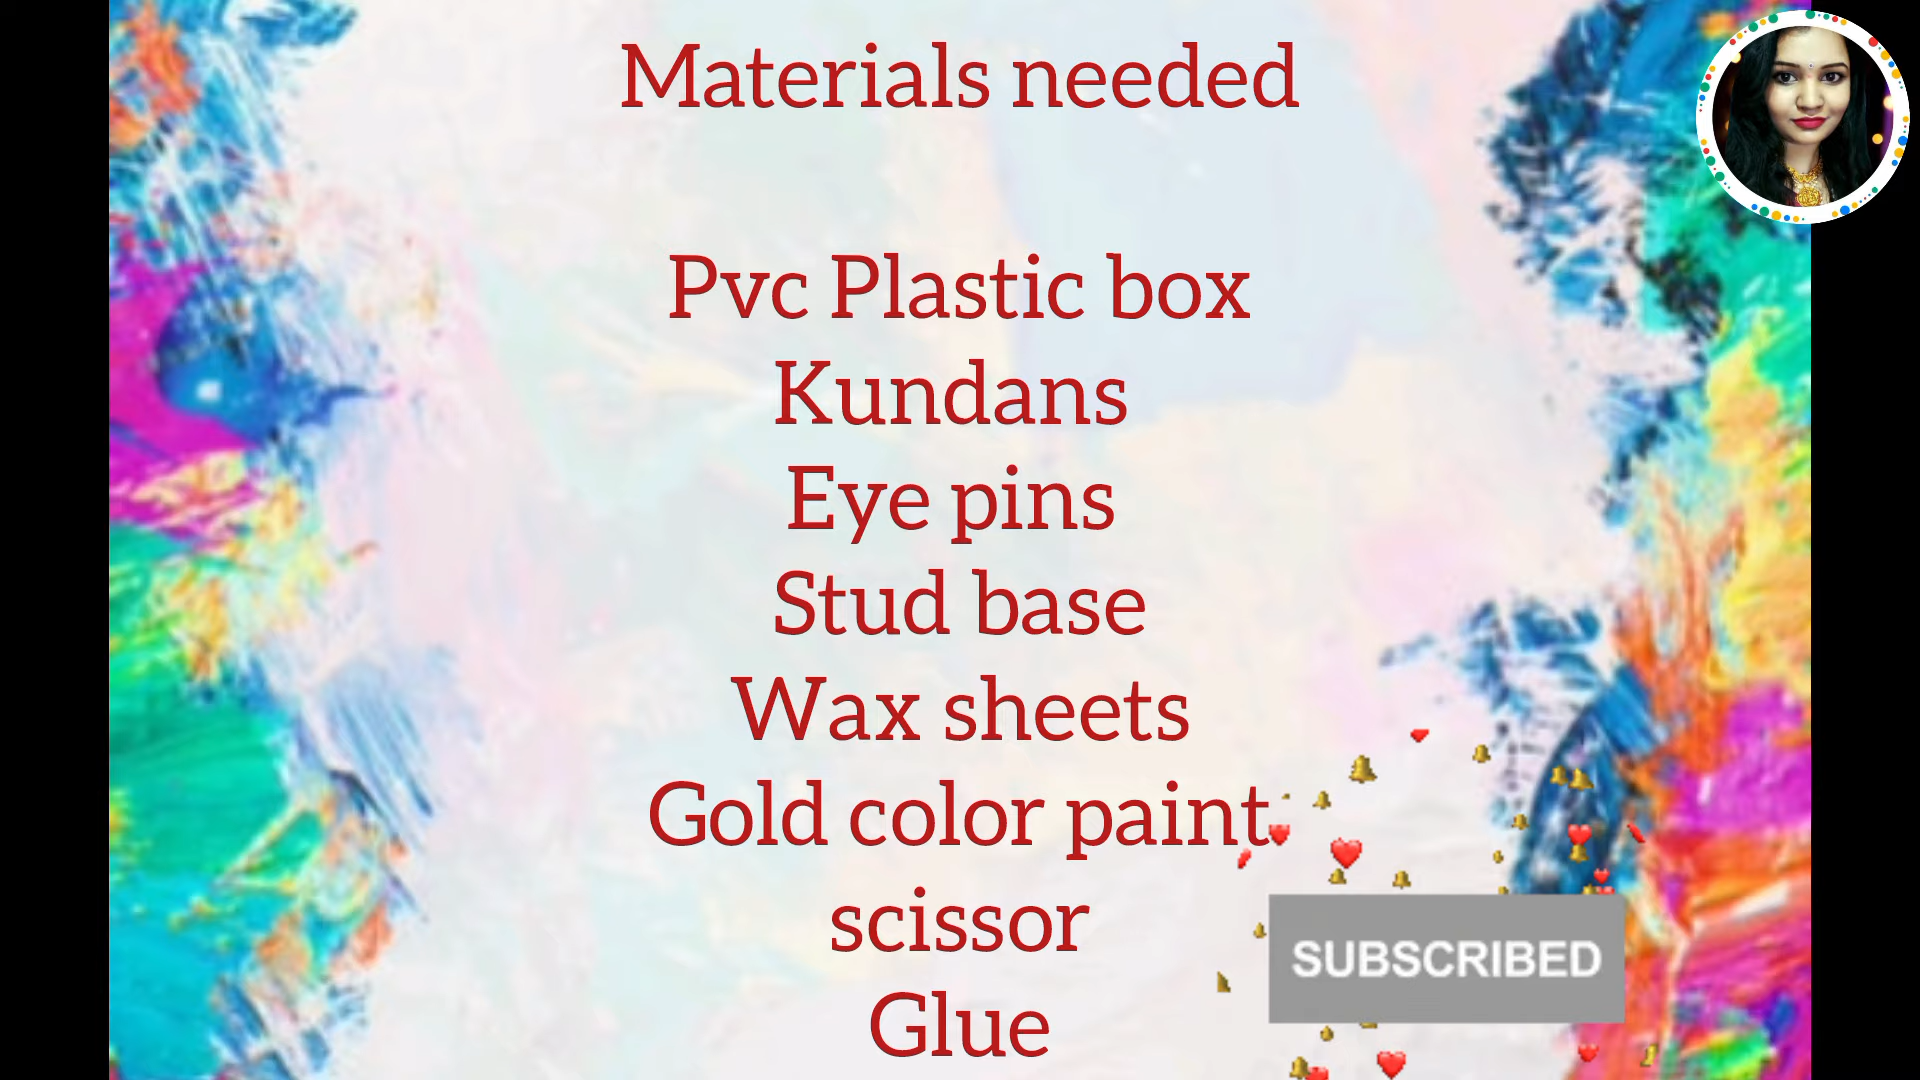 Materials needed
Pvc Plastic box
Kundans
Eye pins
Stud base
Wax sheets
Gold color paint
scissor
Glue
SUBSCRIBED